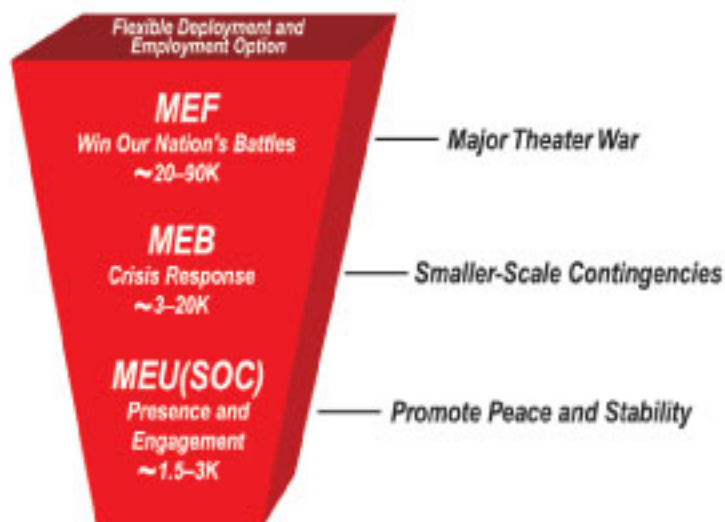 Flexible Deployment and
Employment Option
MEF
Win Our Nation's Battles
~20–90K
Major Theater War
MEB
Crisis Response
~3–20K
Smaller-Scale Contingencies
MEU(SOC)
Presence and
Engagement
~1.5–3K
Promote Peace and Stability